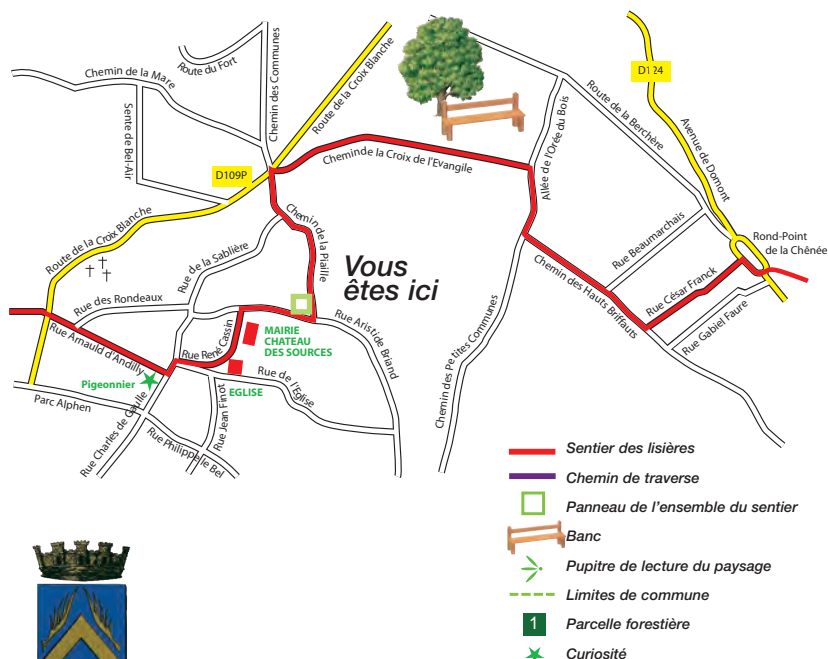 D124
Chemin de la Mare
Route du Fort
Chemin des Communes
Route de la Croix Blanche
Sente de Bel-Air
Route de la Berchère
Avenue de Domont
Allée de l'Orée du Bois
Cheminde la Croix de l'Evangile
D109P
Route de la Croix Blanche
Chemin de la Plaille
Rue de la Sablière
Rue Beaumarchais
Rond-Point
de la Chênée
Vous
êtes ici
Chemin des Hauts Briffauts
Rue César Franck
Rue Gabiel Faure
Rue des Rondeaux
Rue Arnauld d'Andilly
Rue René Cassin
MAIRIE
CHATEAU
DES SOURCES
Rue Aristide Briand
Chemin des Petites Communes
Pigeonnier
EGLISE
Rue de l'Eglise
Parc Alphen
Rue Charles de Gaulle
Rue Jean Finot
Rue Philippe le Bel
Sentier des lisières
Chemin de traverse
Panneau de l'ensemble du sentier
Banc
Pupitre de lecture du paysage
Limites de commune
1 Parcelle forestière
Curiosité